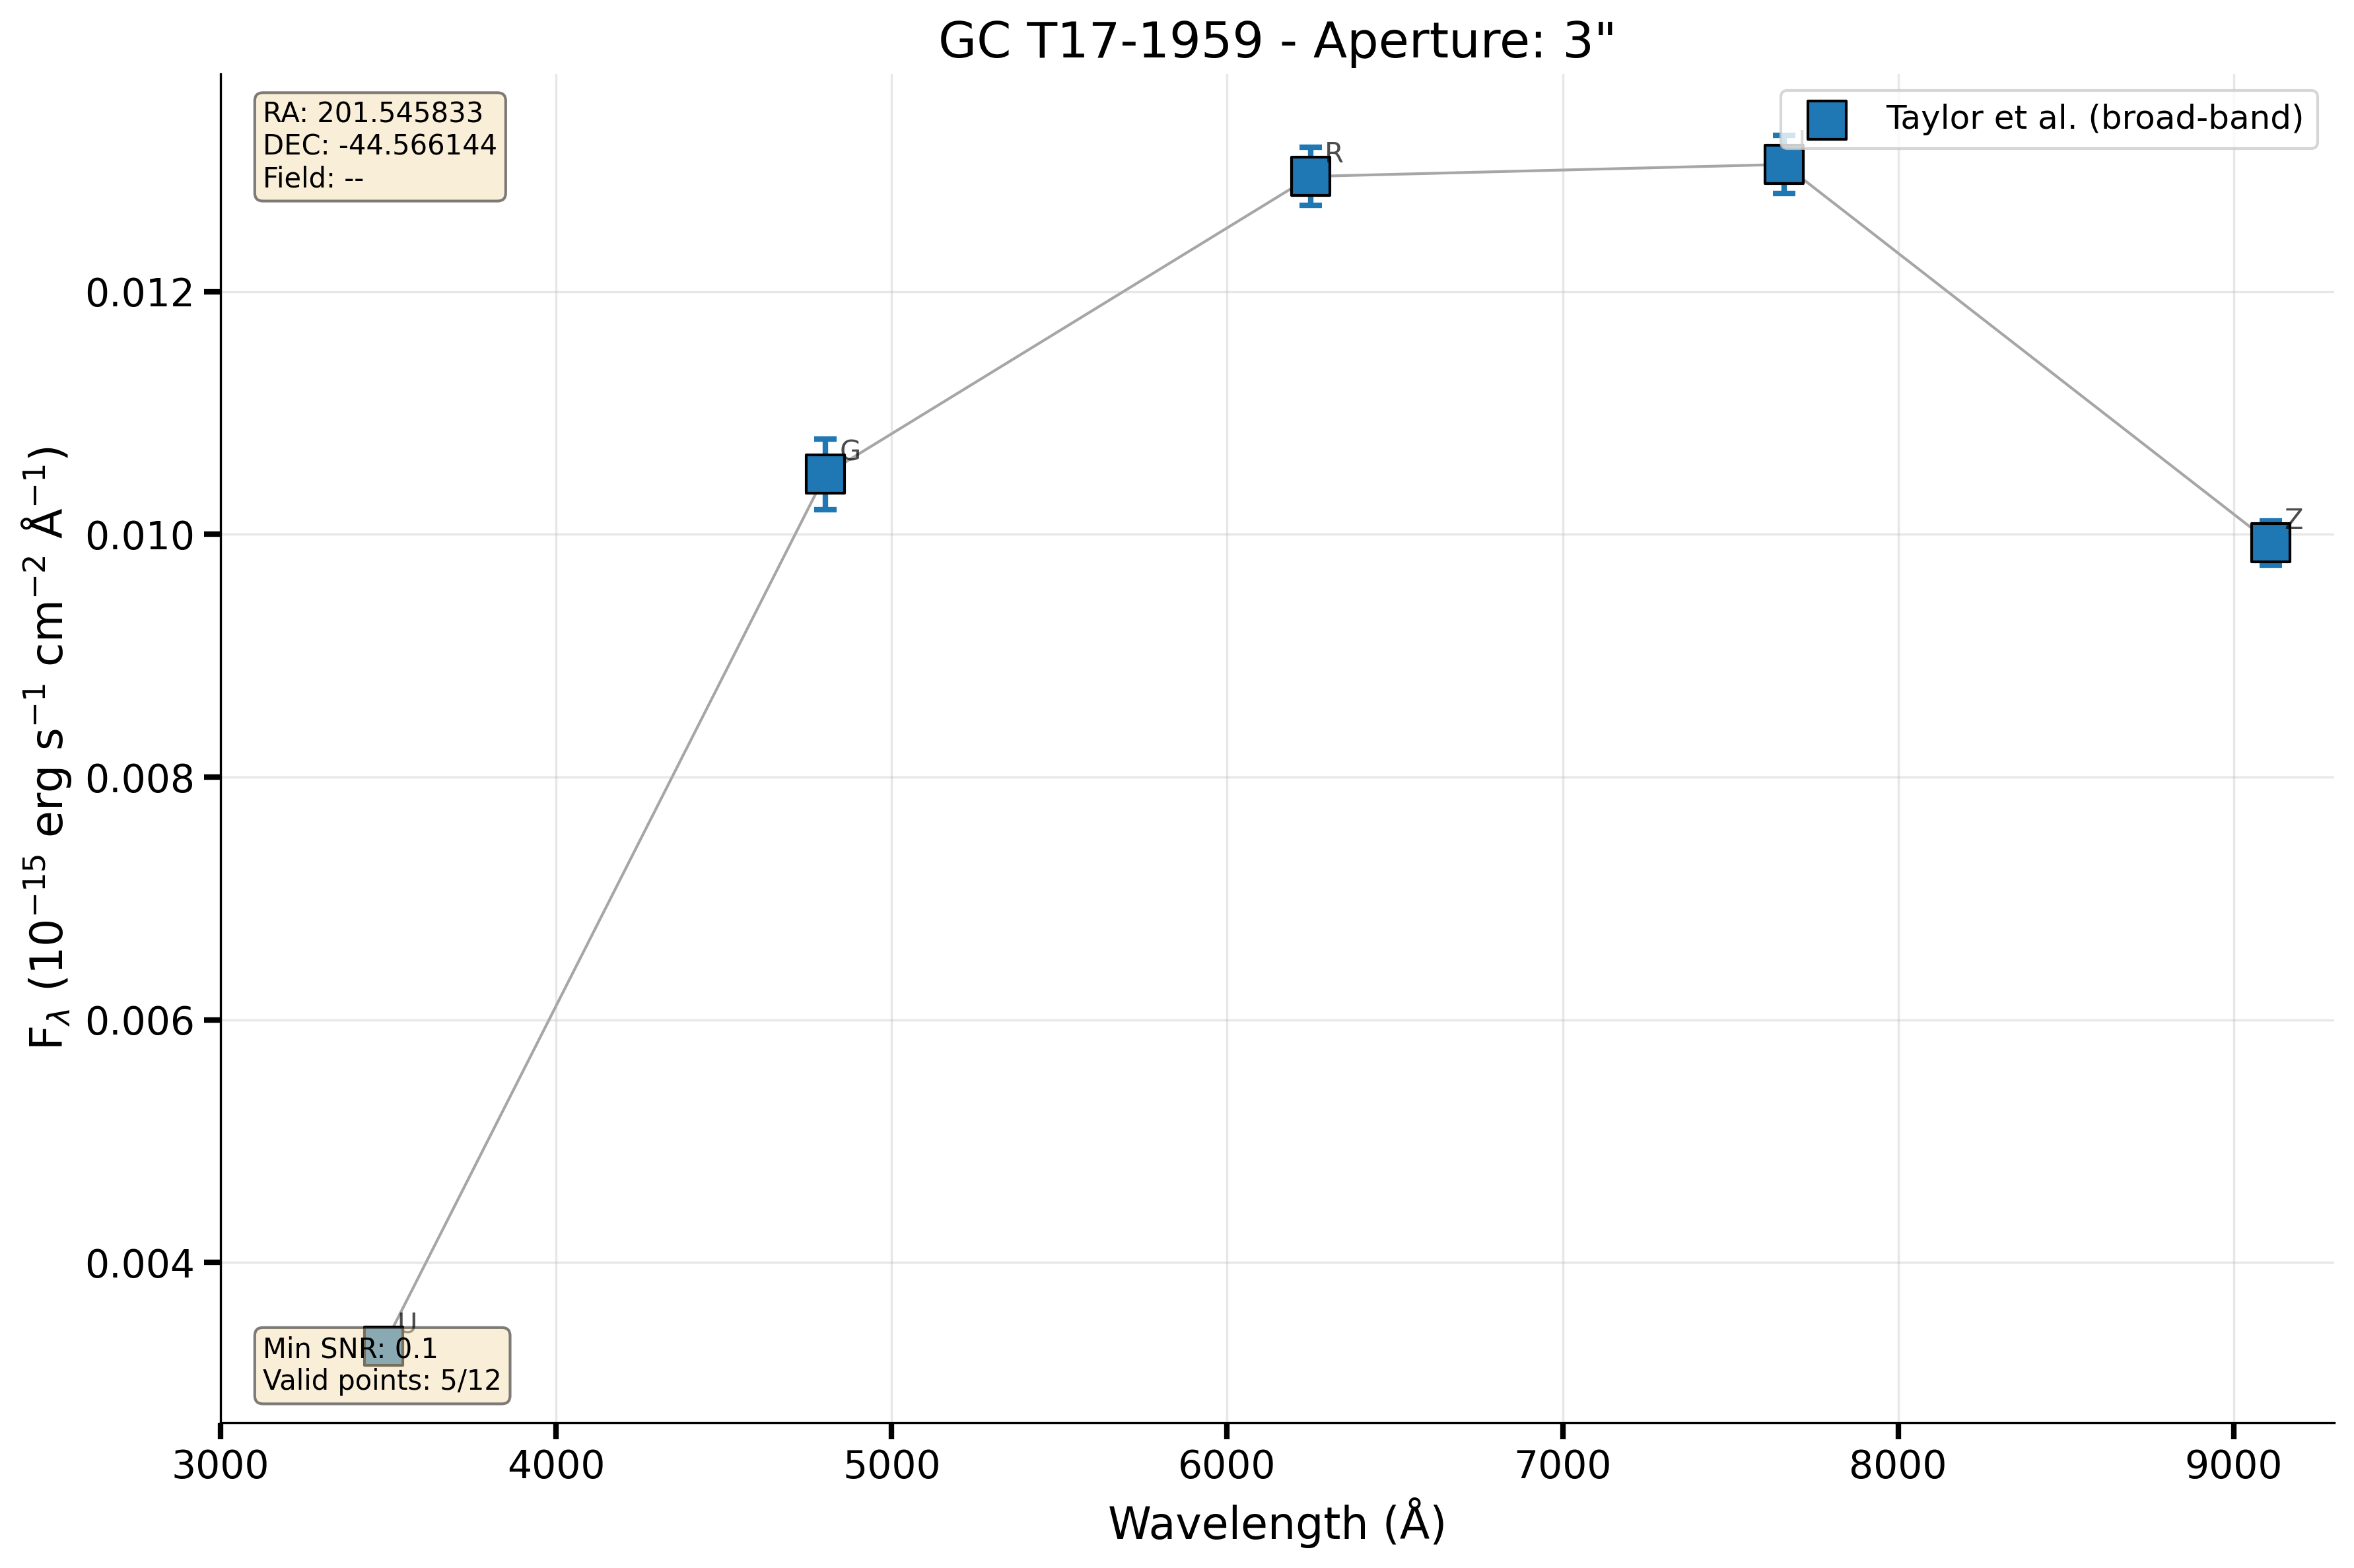 GC T17-1959 - Aperture: 3"
RA: 201.545833
DEC: -44.566144
Field: --
Taylor et al. (broad-band)
U
G
R
I
Z
Min SNR: 0.1
Valid points: 5/12
0.012
0.010
0.008
0.006
0.004
F_λ (10⁻¹⁵ erg s⁻¹ cm⁻² Å⁻¹)
3000 4000 5000 6000 7000 8000 9000
Wavelength (Å)